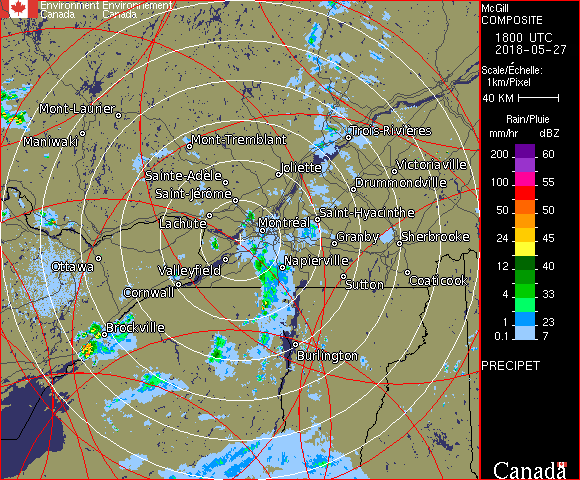 Environment Environnement
Canada Canada
McGill
COMPOSITE
1800 UTC
2018-05-27
Scale/Échelle:
1km/Pixel
40 KM
Rain/Pluie
mm/hr dBZ
200 60
100 55
50 50
24 45
12 40
4 33
1 23
0.1 7
PRECIPET
Canada
Mont-Laurier
Maniwaki
Mont-Tremblant
Trois-Rivières
Joliette
Victoriaville
Sainte-Adèle
Drummondville
Saint-Jérôme
Saint-Hyacinthe
Lachute
Montréal
Granby
Sherbrooke
Ottawa
Valleyfield
Napierville
Sutton
Coaticook
Cornwall
Brockville
Burlington